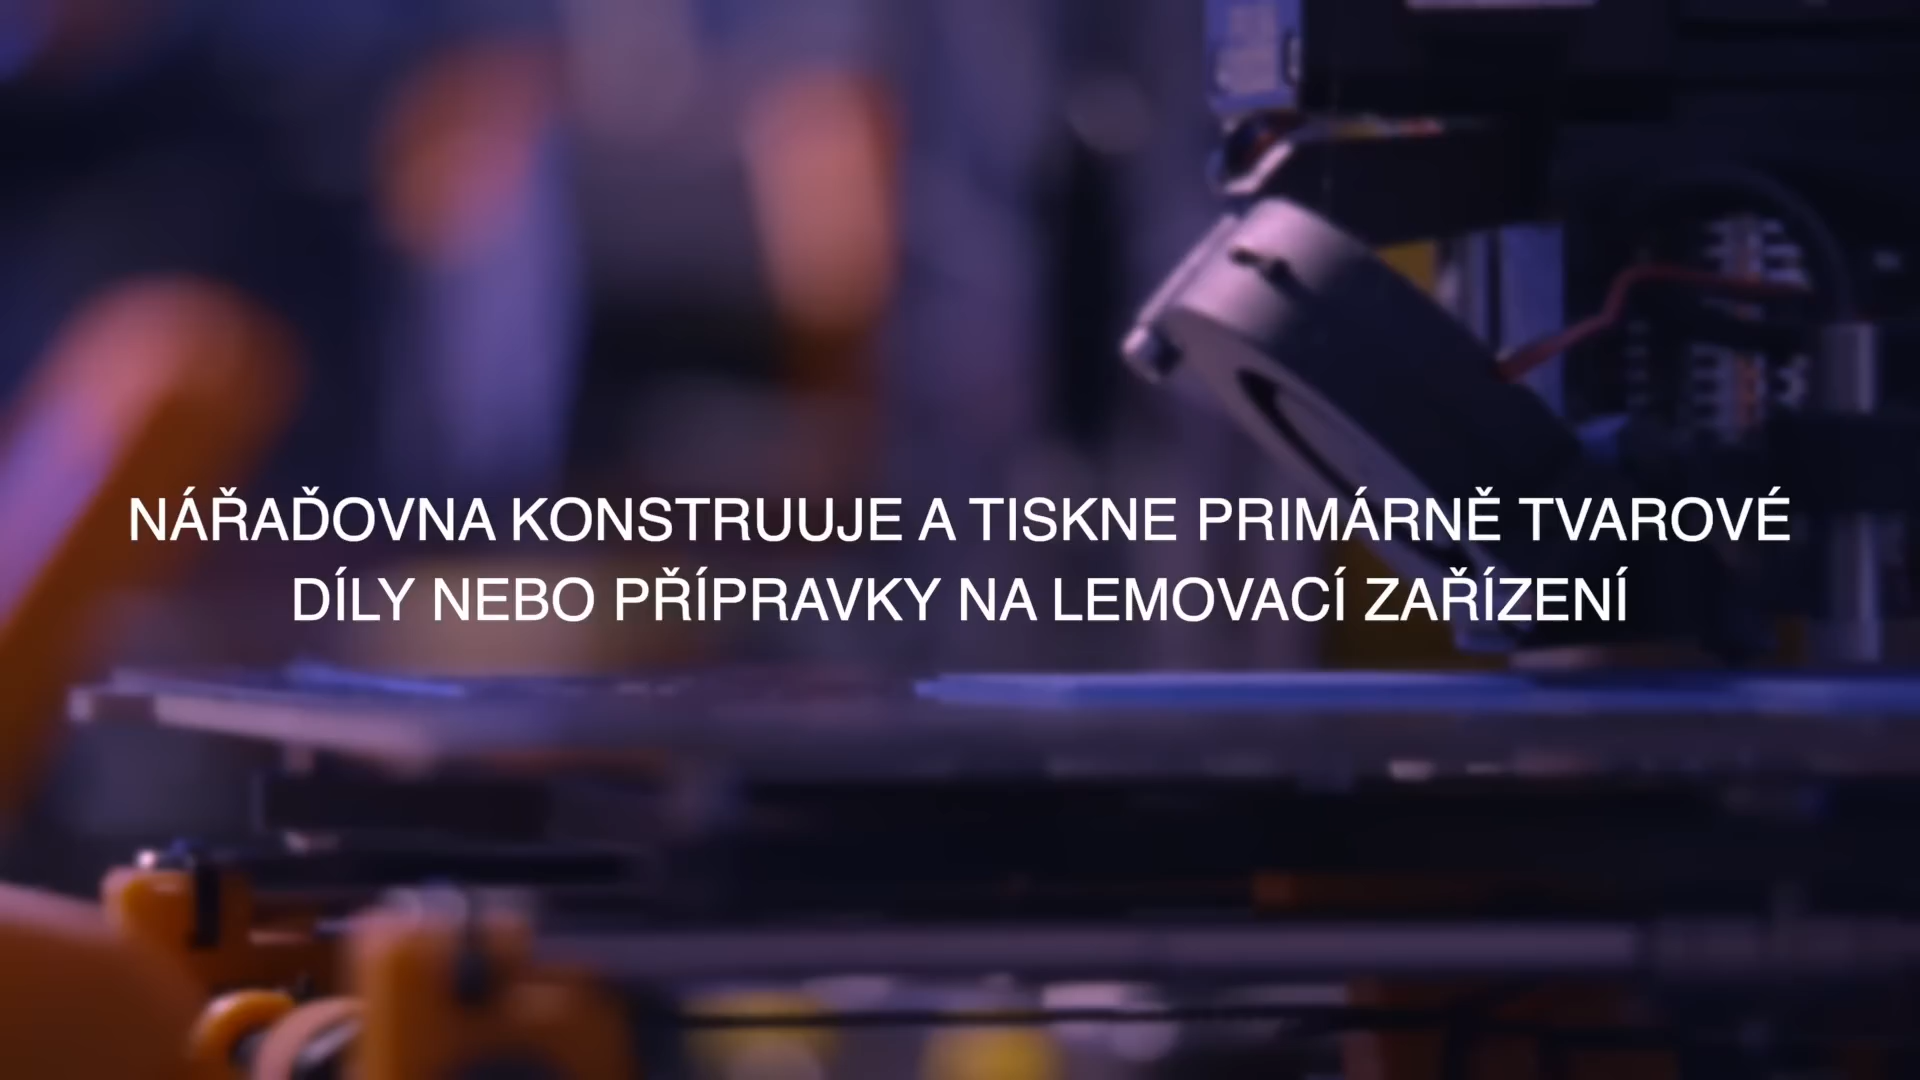 NÁŘAĎOVNA KONSTRUUJE A TISKNE PRIMÁRNĚ TVAROVÉ
DÍLY NEBO PŘÍPRAVKY NA LEMOVACÍ ZAŘÍZENÍ